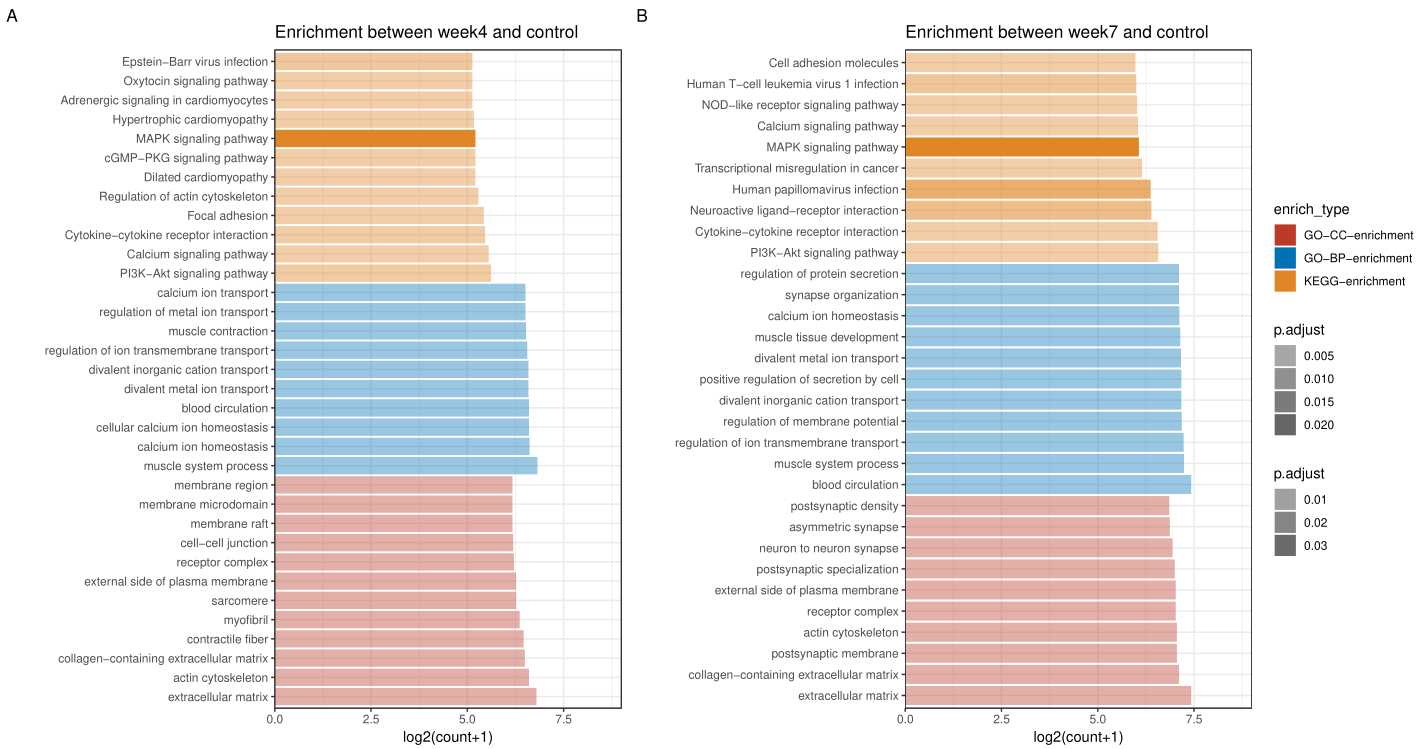 A
Enrichment between week4 and control
Epstein−Barr virus infection
Oxytocin signaling pathway
Adrenergic signaling in cardiomyocytes
Hypertrophic cardiomyopathy
MAPK signaling pathway
cGMP−PKG signaling pathway
Dilated cardiomyopathy
Regulation of actin cytoskeleton
Focal adhesion
Cytokine−cytokine receptor interaction
Calcium signaling pathway
PI3K−Akt signaling pathway
calcium ion transport
regulation of metal ion transport
muscle contraction
regulation of ion transmembrane transport
divalent inorganic cation transport
divalent metal ion transport
blood circulation
cellular calcium ion homeostasis
calcium ion homeostasis
muscle system process
membrane region
membrane microdomain
membrane raft
cell−cell junction
receptor complex
external side of plasma membrane
sarcomere
myofibril
contractile fiber
collagen−containing extracellular matrix
actin cytoskeleton
extracellular matrix
0.0 2.5 5.0 7.5
log2(count+1)
B
Enrichment between week7 and control
Cell adhesion molecules
Human T−cell leukemia virus 1 infection
NOD−like receptor signaling pathway
Calcium signaling pathway
MAPK signaling pathway
Transcriptional misregulation in cancer
Human papillomavirus infection
Neuroactive ligand−receptor interaction
Cytokine−cytokine receptor interaction
PI3K−Akt signaling pathway
regulation of protein secretion
synapse organization
calcium ion homeostasis
muscle tissue development
divalent metal ion transport
positive regulation of secretion by cell
divalent inorganic cation transport
regulation of membrane potential
regulation of ion transmembrane transport
muscle system process
blood circulation
postsynaptic density
asymmetric synapse
neuron to neuron synapse
postsynaptic specialization
external side of plasma membrane
receptor complex
actin cytoskeleton
postsynaptic membrane
collagen−containing extracellular matrix
extracellular matrix
0.0 2.5 5.0 7.5
log2(count+1)
enrich_type
GO−CC−enrichment
GO−BP−enrichment
KEGG−enrichment
p.adjust
0.005
0.010
0.015
0.020
p.adjust
0.01
0.02
0.03